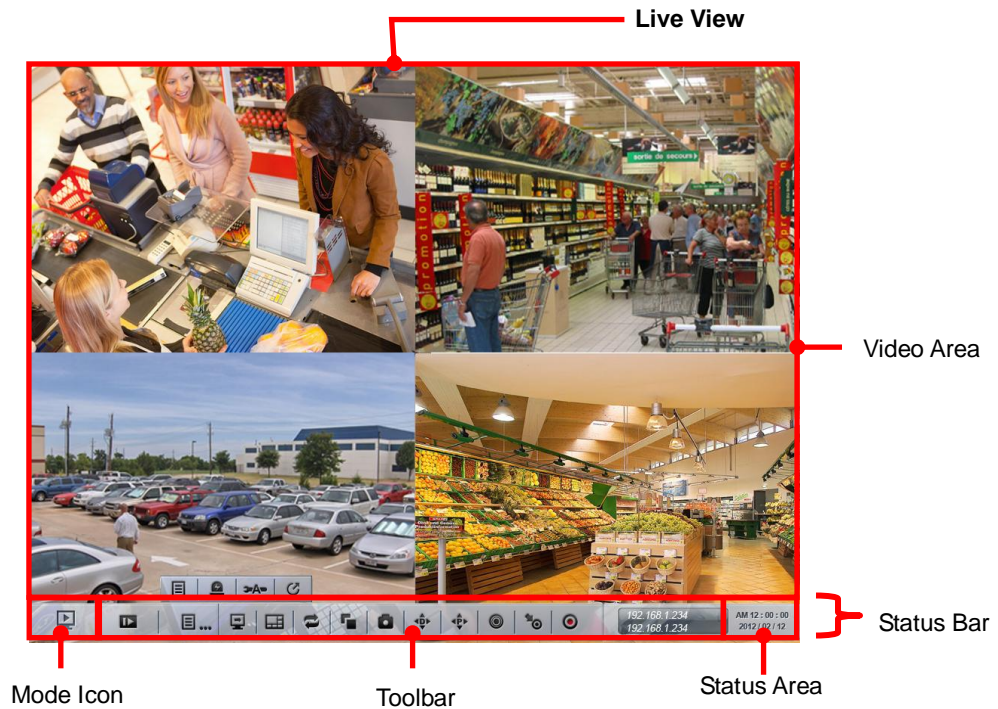 Live View
sortie de secours
promotion
promotion
Video Area
192.168.1.234
192.168.1.234
AM 12 : 00 : 00
2012 / 02 / 12
Status Bar
Mode Icon
Toolbar
Status Area